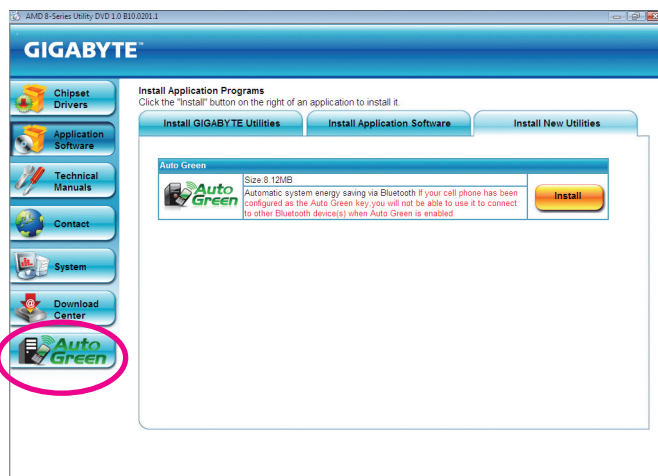 AMD 8-Series Utility DVD 1.0 B10.0201.1
GIGABYTE™
Chipset
Drivers
Application
Software
Technical
Manuals
Contact
System
Download
Center
Auto
Green
Install Application Programs
Click the "Install" button on the right of an application to install it.
Install GIGABYTE Utilities
Install Application Software
Install New Utilities
Auto Green
Auto
Green
Size:8.12MB
Automatic system energy saving via Bluetooth If your cell phone has been
configured as the Auto Green key,you will not be able to use it to connect
to other Bluetooth device(s) when Auto Green is enabled.
Install